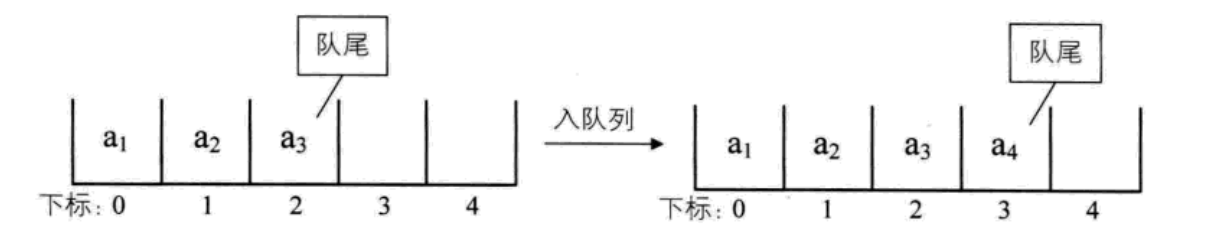 队尾
队尾
a₁ a₂ a₃
入队列
a₁ a₂ a₃ a₄
下标: 0 1 2 3 4
下标: 0 1 2 3 4